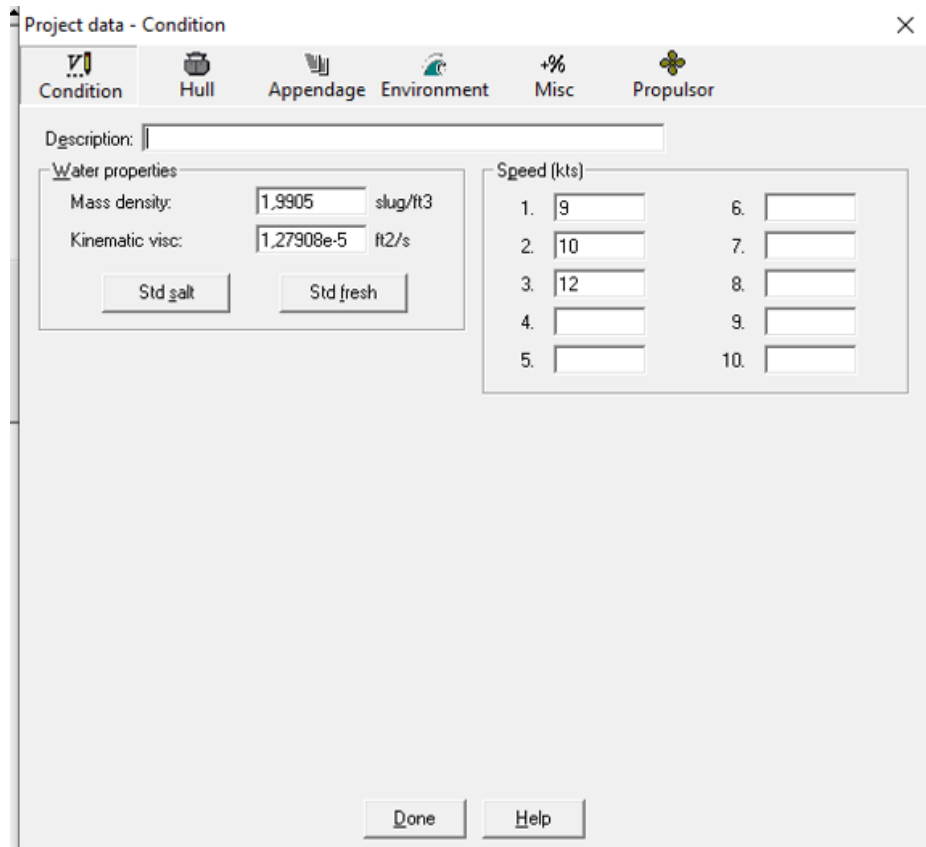 Project data - Condition
Condition Hull Appendage Environment +% Misc Propulsor
Description:
Water properties
Mass density: 1,9905 slug/ft3
Kinematic visc: 1,27908e-5 ft2/s
Std salt Std fresh
Speed (kts)
1. 9 6.
2. 10 7.
3. 12 8.
4. 9.
5. 10.
Done Help